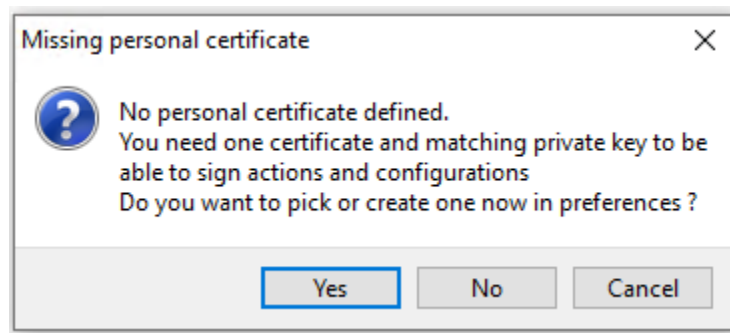 Missing personal certificate
No personal certificate defined.
You need one certificate and matching private key to be
able to sign actions and configurations
Do you want to pick or create one now in preferences ?
Yes
No
Cancel